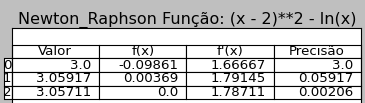 Newton_Raphson Função: (x - 2)**2 - ln(x)
Valor f(x) f'(x) Precisão
0 3.0 -0.09861 1.66667 3.0
1 3.05917 0.00369 1.79145 0.05917
2 3.05711 0.0 1.78711 0.00206